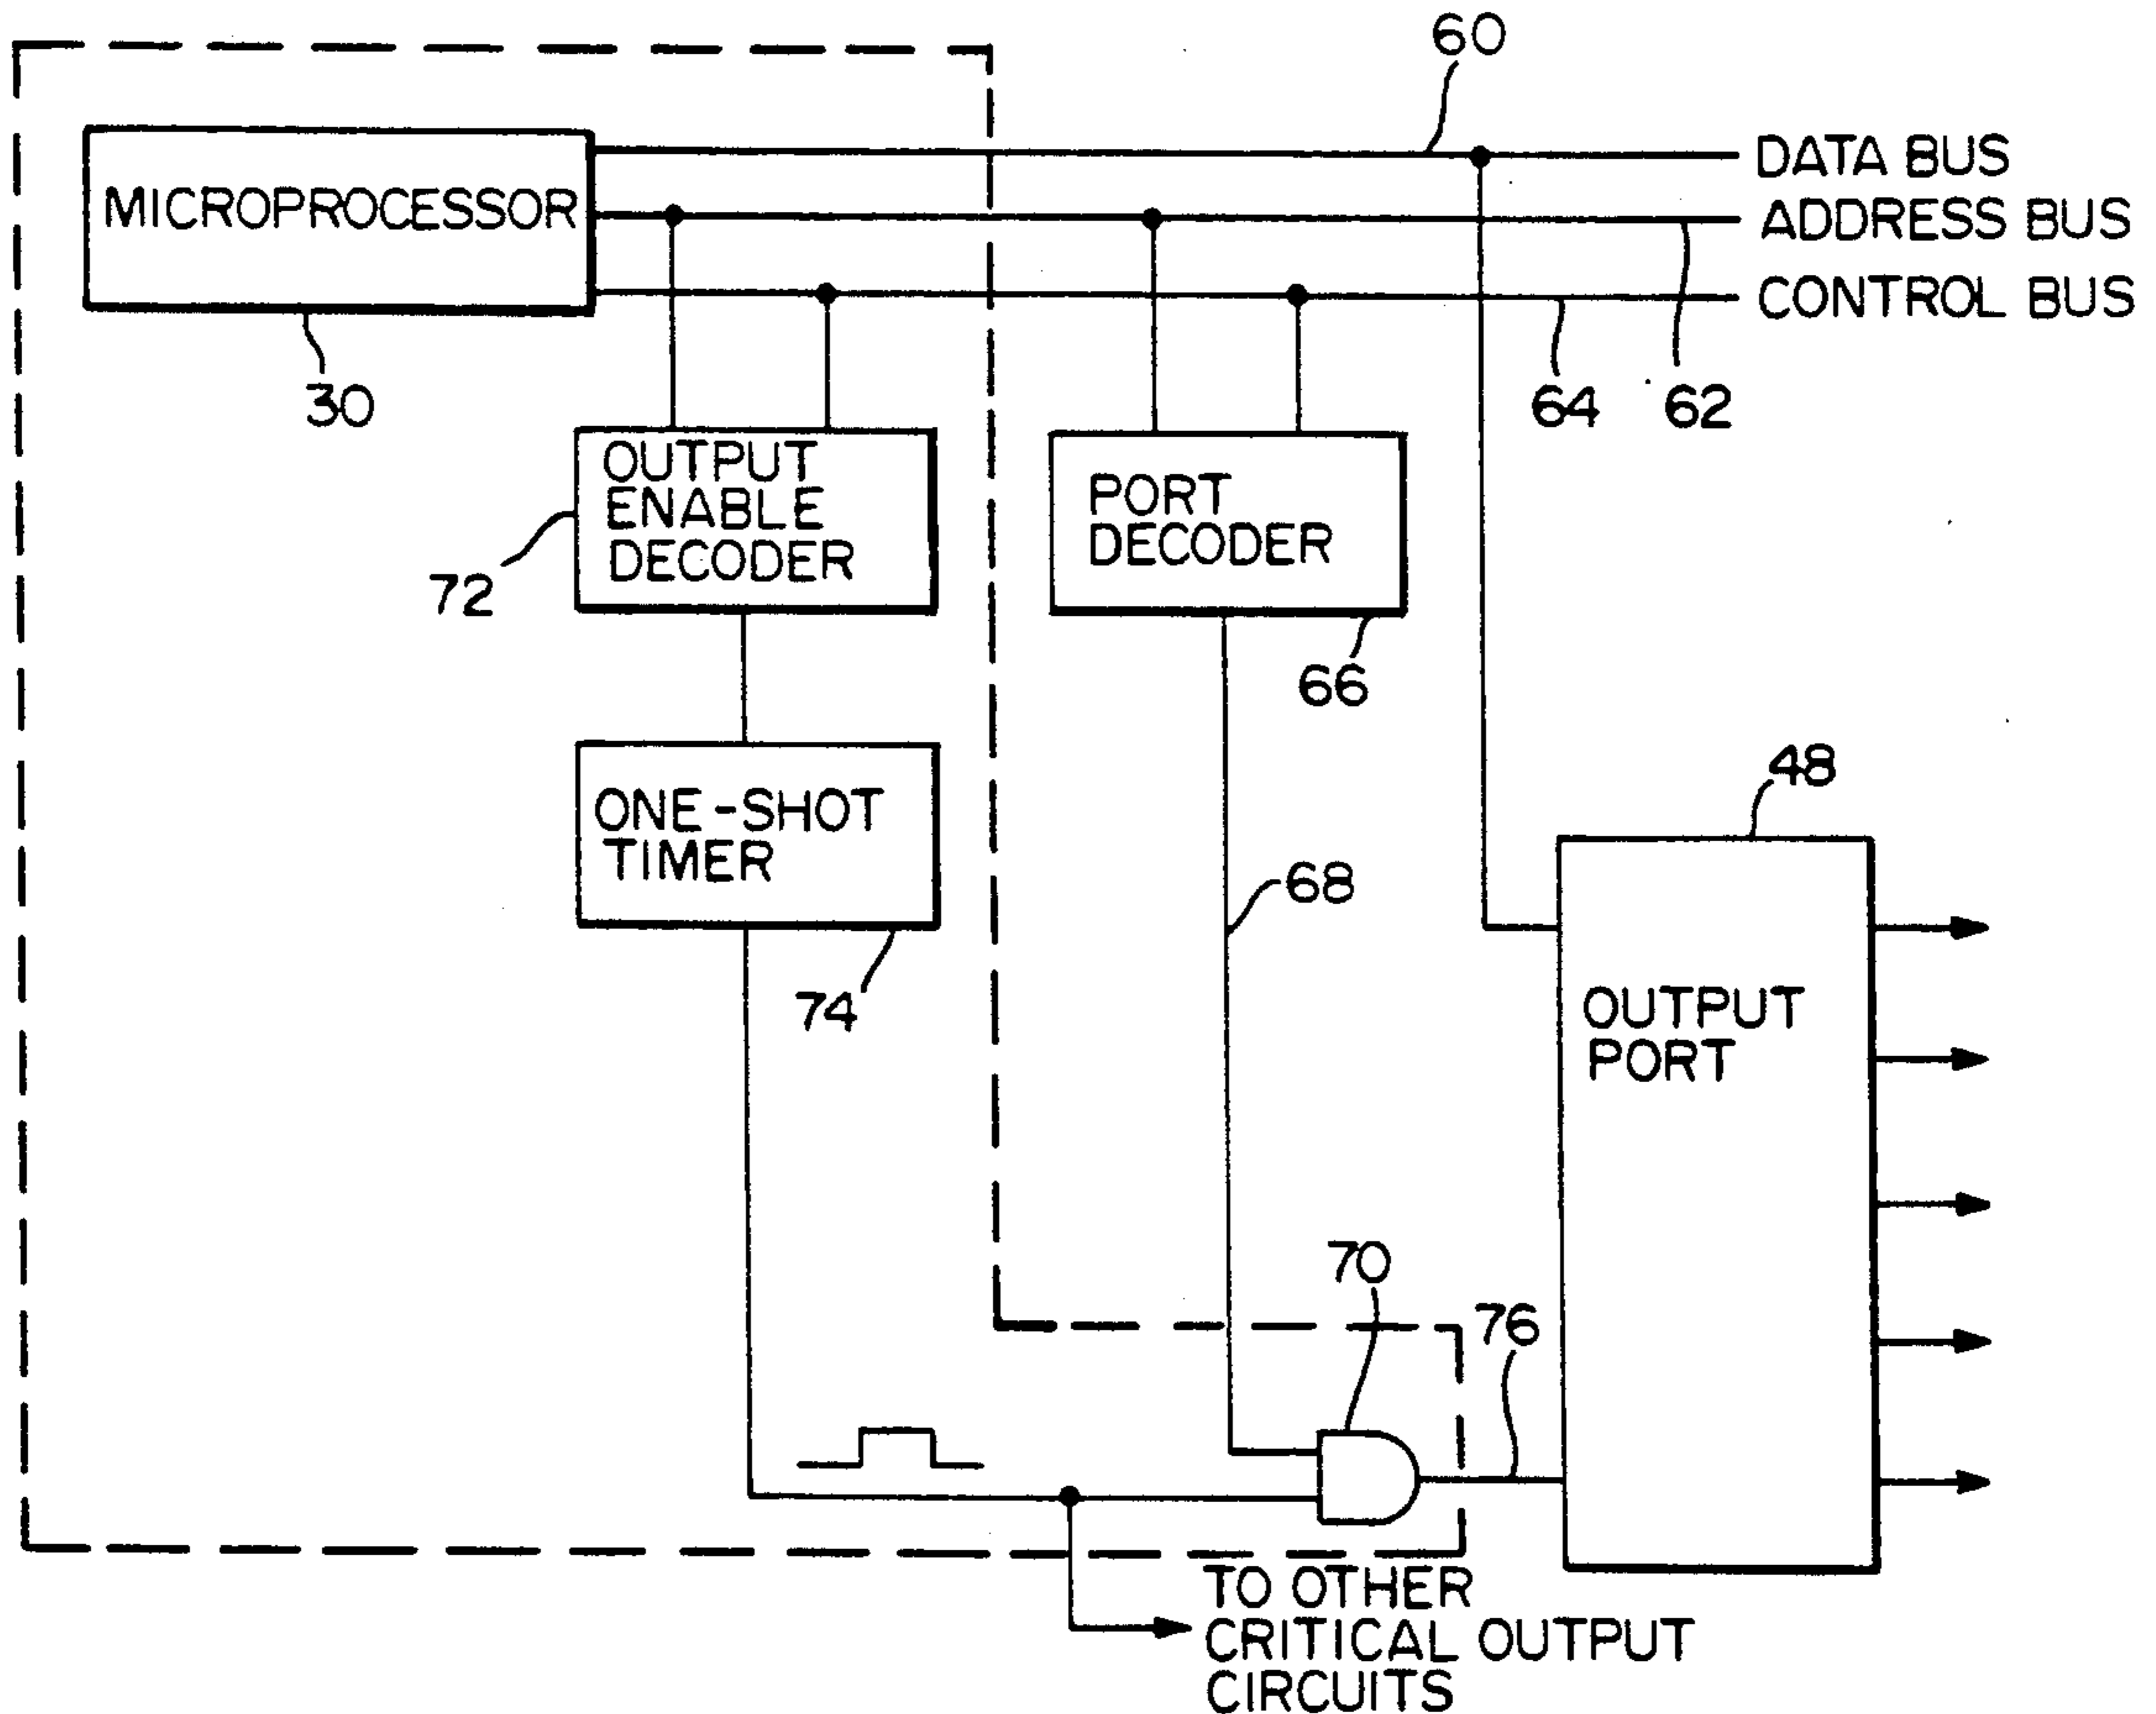 60
DATA BUS
MICROPROCESSOR
ADDRESS BUS
CONTROL BUS
30
64
62
OUTPUT
ENABLE
DECODER
PORT
DECODER
72
66
48
ONE-SHOT
TIMER
68
74
OUTPUT
PORT
70
76
TO OTHER
CRITICAL OUTPUT
CIRCUITS